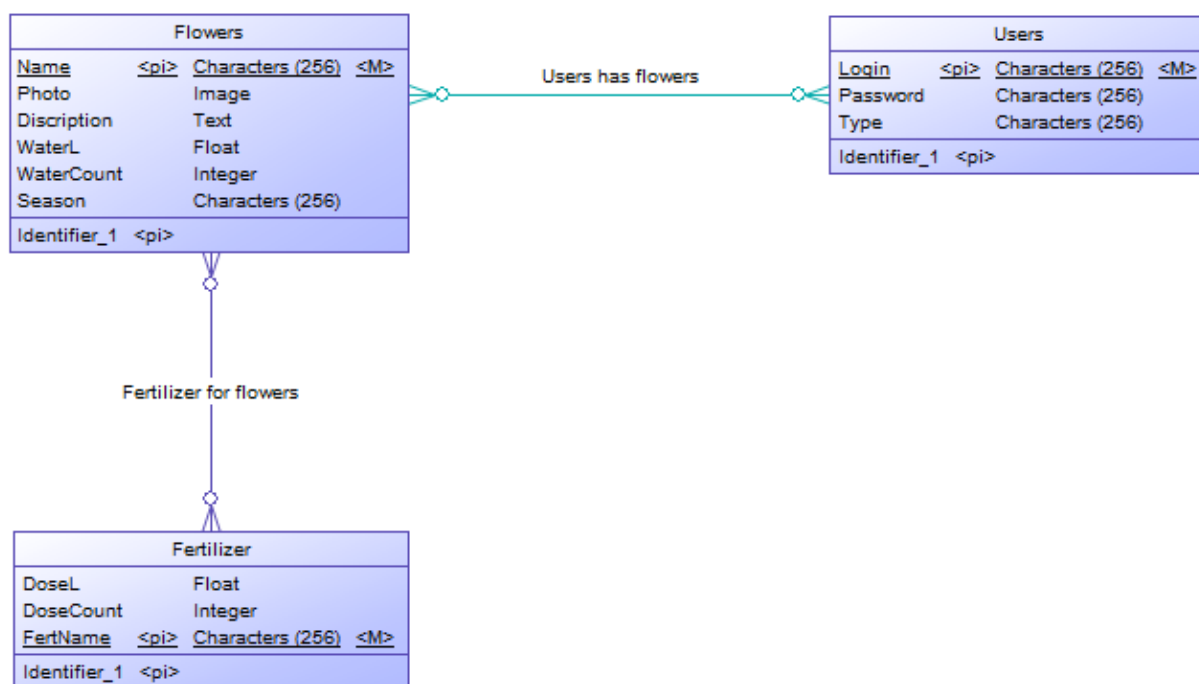 Flowers
Name <pi> Characters (256) <M>
Photo Image
Discription Text
WaterL Float
WaterCount Integer
Season Characters (256)
Identifier_1 <pi>
Users has flowers
Users
Login <pi> Characters (256) <M>
Password Characters (256)
Type Characters (256)
Identifier_1 <pi>
Fertilizer for flowers
Fertilizer
DoseL Float
DoseCount Integer
FertName <pi> Characters (256) <M>
Identifier_1 <pi>